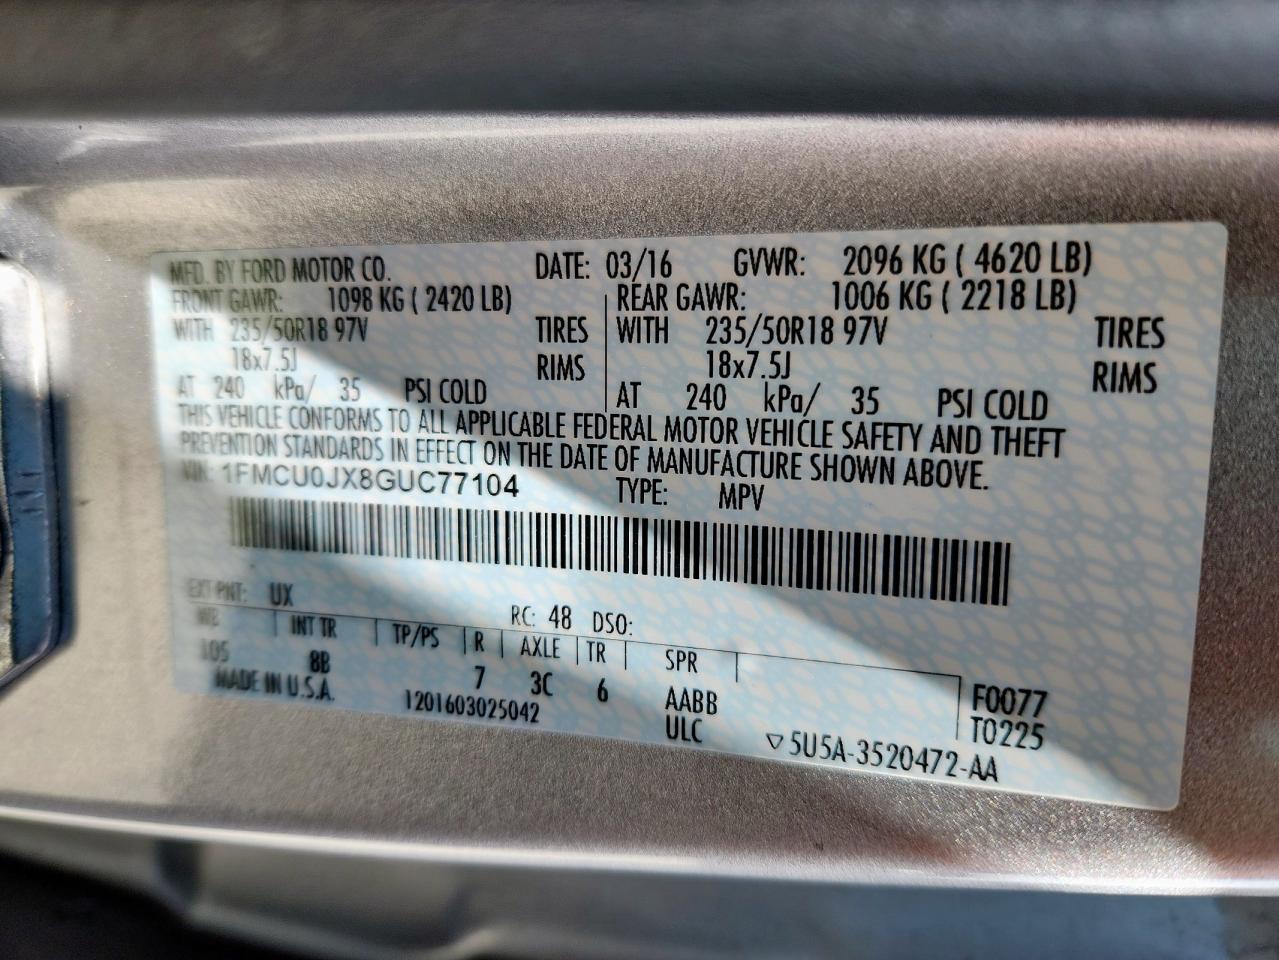 MFD. BY FORD MOTOR CO. DATE: 03/16 GVWR: 2096 KG ( 4620 LB)
FRONT GAWR: 1098 KG ( 2420 LB) REAR GAWR: 1006 KG ( 2218 LB)
WITH 235/50R18 97V TIRES WITH 235/50R18 97V TIRES
18x7.5J RIMS 18x7.5J RIMS
AT 240 kPa/ 35 PSI COLD AT 240 kPa/ 35 PSI COLD
THIS VEHICLE CONFORMS TO ALL APPLICABLE FEDERAL MOTOR VEHICLE SAFETY AND THEFT
PREVENTION STANDARDS IN EFFECT ON THE DATE OF MANUFACTURE SHOWN ABOVE.
VIN: 1FMCU0JX8GUC77104 TYPE: MPV
EXT PNT: UX RC: 48 DSO:
WB INT TR TP/PS R AXLE TR SPR
105 8B 7 3C 6 AABB F0077
MADE IN U.S.A. 1201603025042 ULC T0225
▽5U5A-3520472-AA